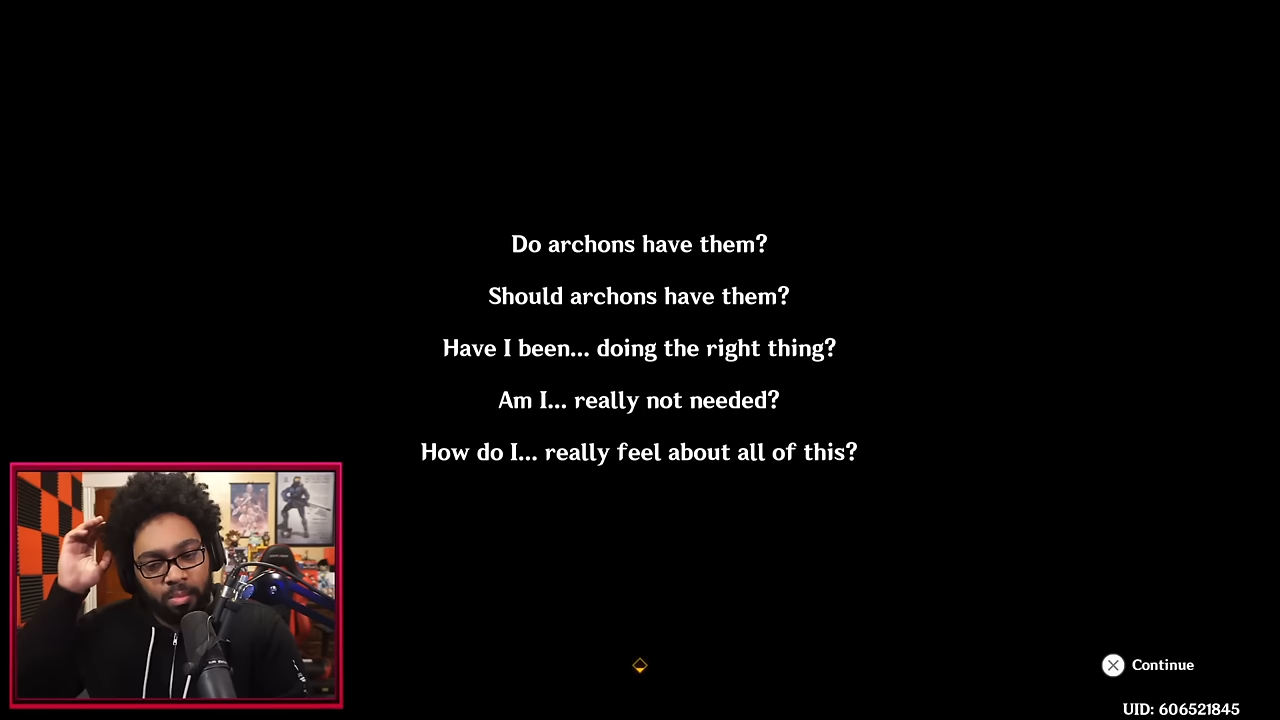 Do archons have them?
Should archons have them?
Have I been... doing the right thing?
Am I... really not needed?
How do I... really feel about all of this?
Continue
UID: 606521845